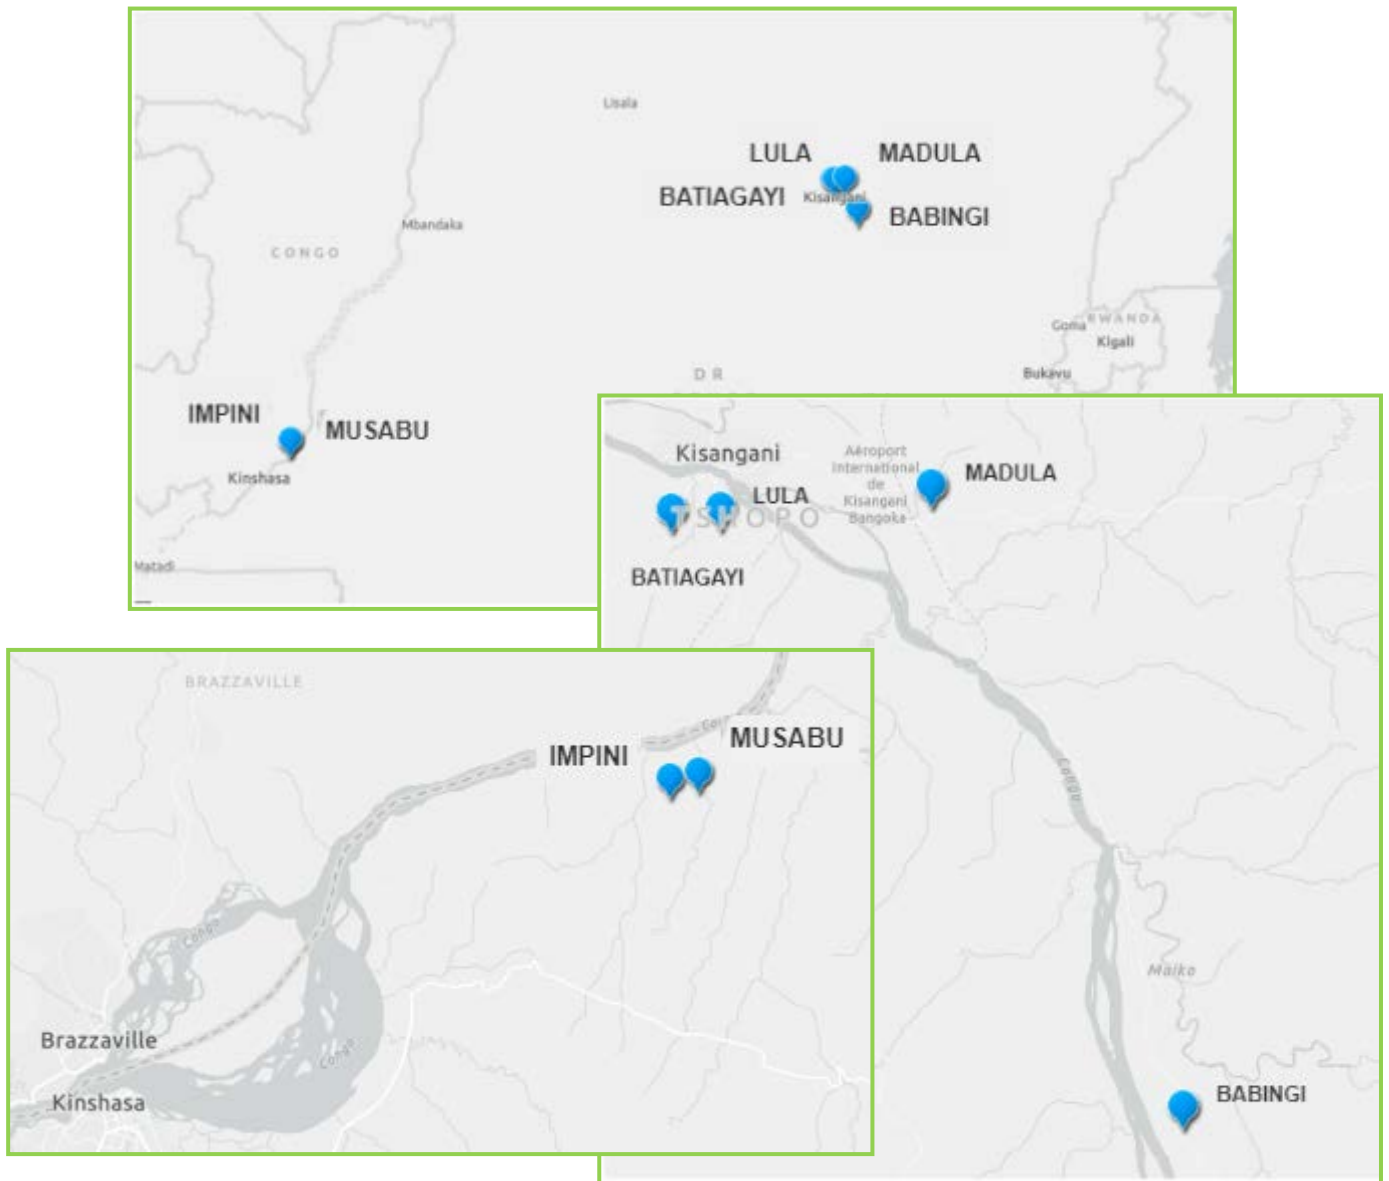 Lisala
LULA
MADULA
BATIAGAYI
Kisangani
BABINGI
Mbandaka
CONGO
Goma
RWANDA
Kigali
Bukavu
DR
IMPINI
MUSABU
Kinshasa
Matadi
Kisangani
Aéroport
International
de
Kisangani
Bangoka
MADULA
LULA
TSHOPO
BATIAGAYI
Congo
Maiko
BABINGI
BRAZZAVILLE
IMPINI
MUSABU
Congo
Congo
Brazzaville
Kinshasa